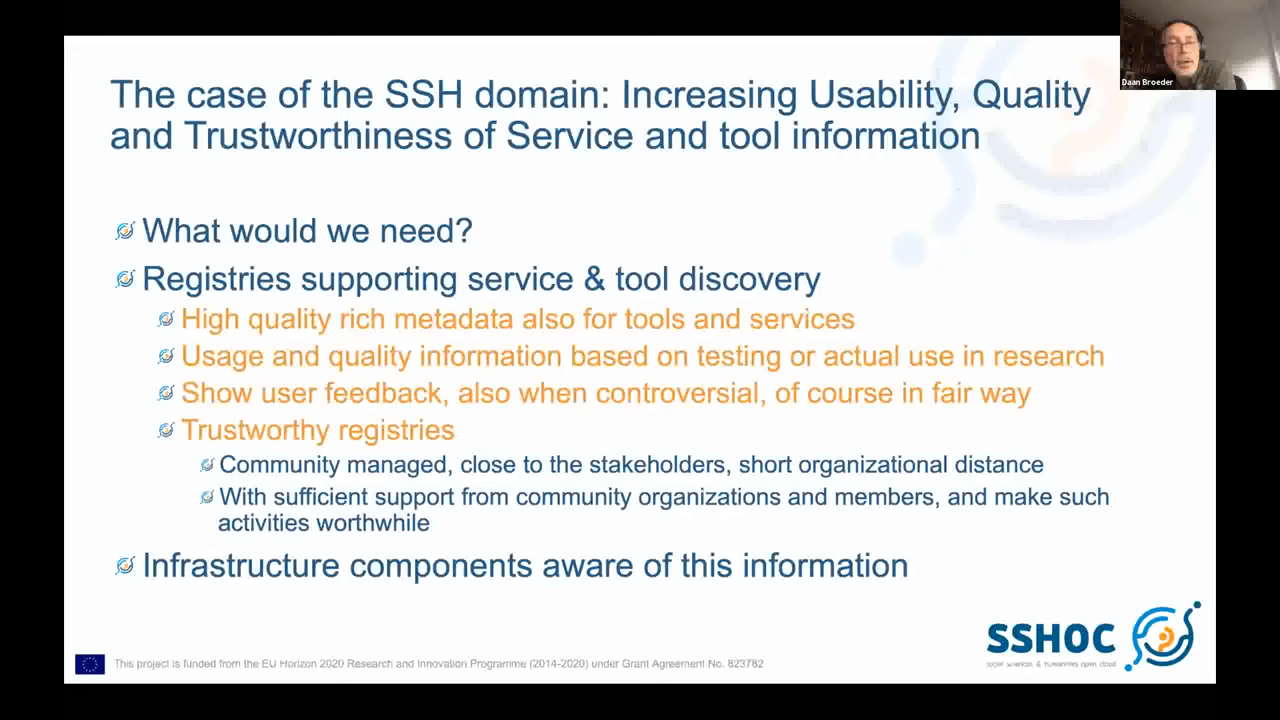 Daan Broeder
The case of the SSH domain: Increasing Usability, Quality
and Trustworthiness of Service and tool information
What would we need?
Registries supporting service & tool discovery
High quality rich metadata also for tools and services
Usage and quality information based on testing or actual use in research
Show user feedback, also when controversial, of course in fair way
Trustworthy registries
Community managed, close to the stakeholders, short organizational distance
With sufficient support from community organizations and members, and make such
activities worthwhile
Infrastructure components aware of this information
SSHOC
social sciences & humanities open cloud
This project is funded from the EU Horizon 2020 Research and Innovation Programme (2014-2020) under Grant Agreement No. 823782